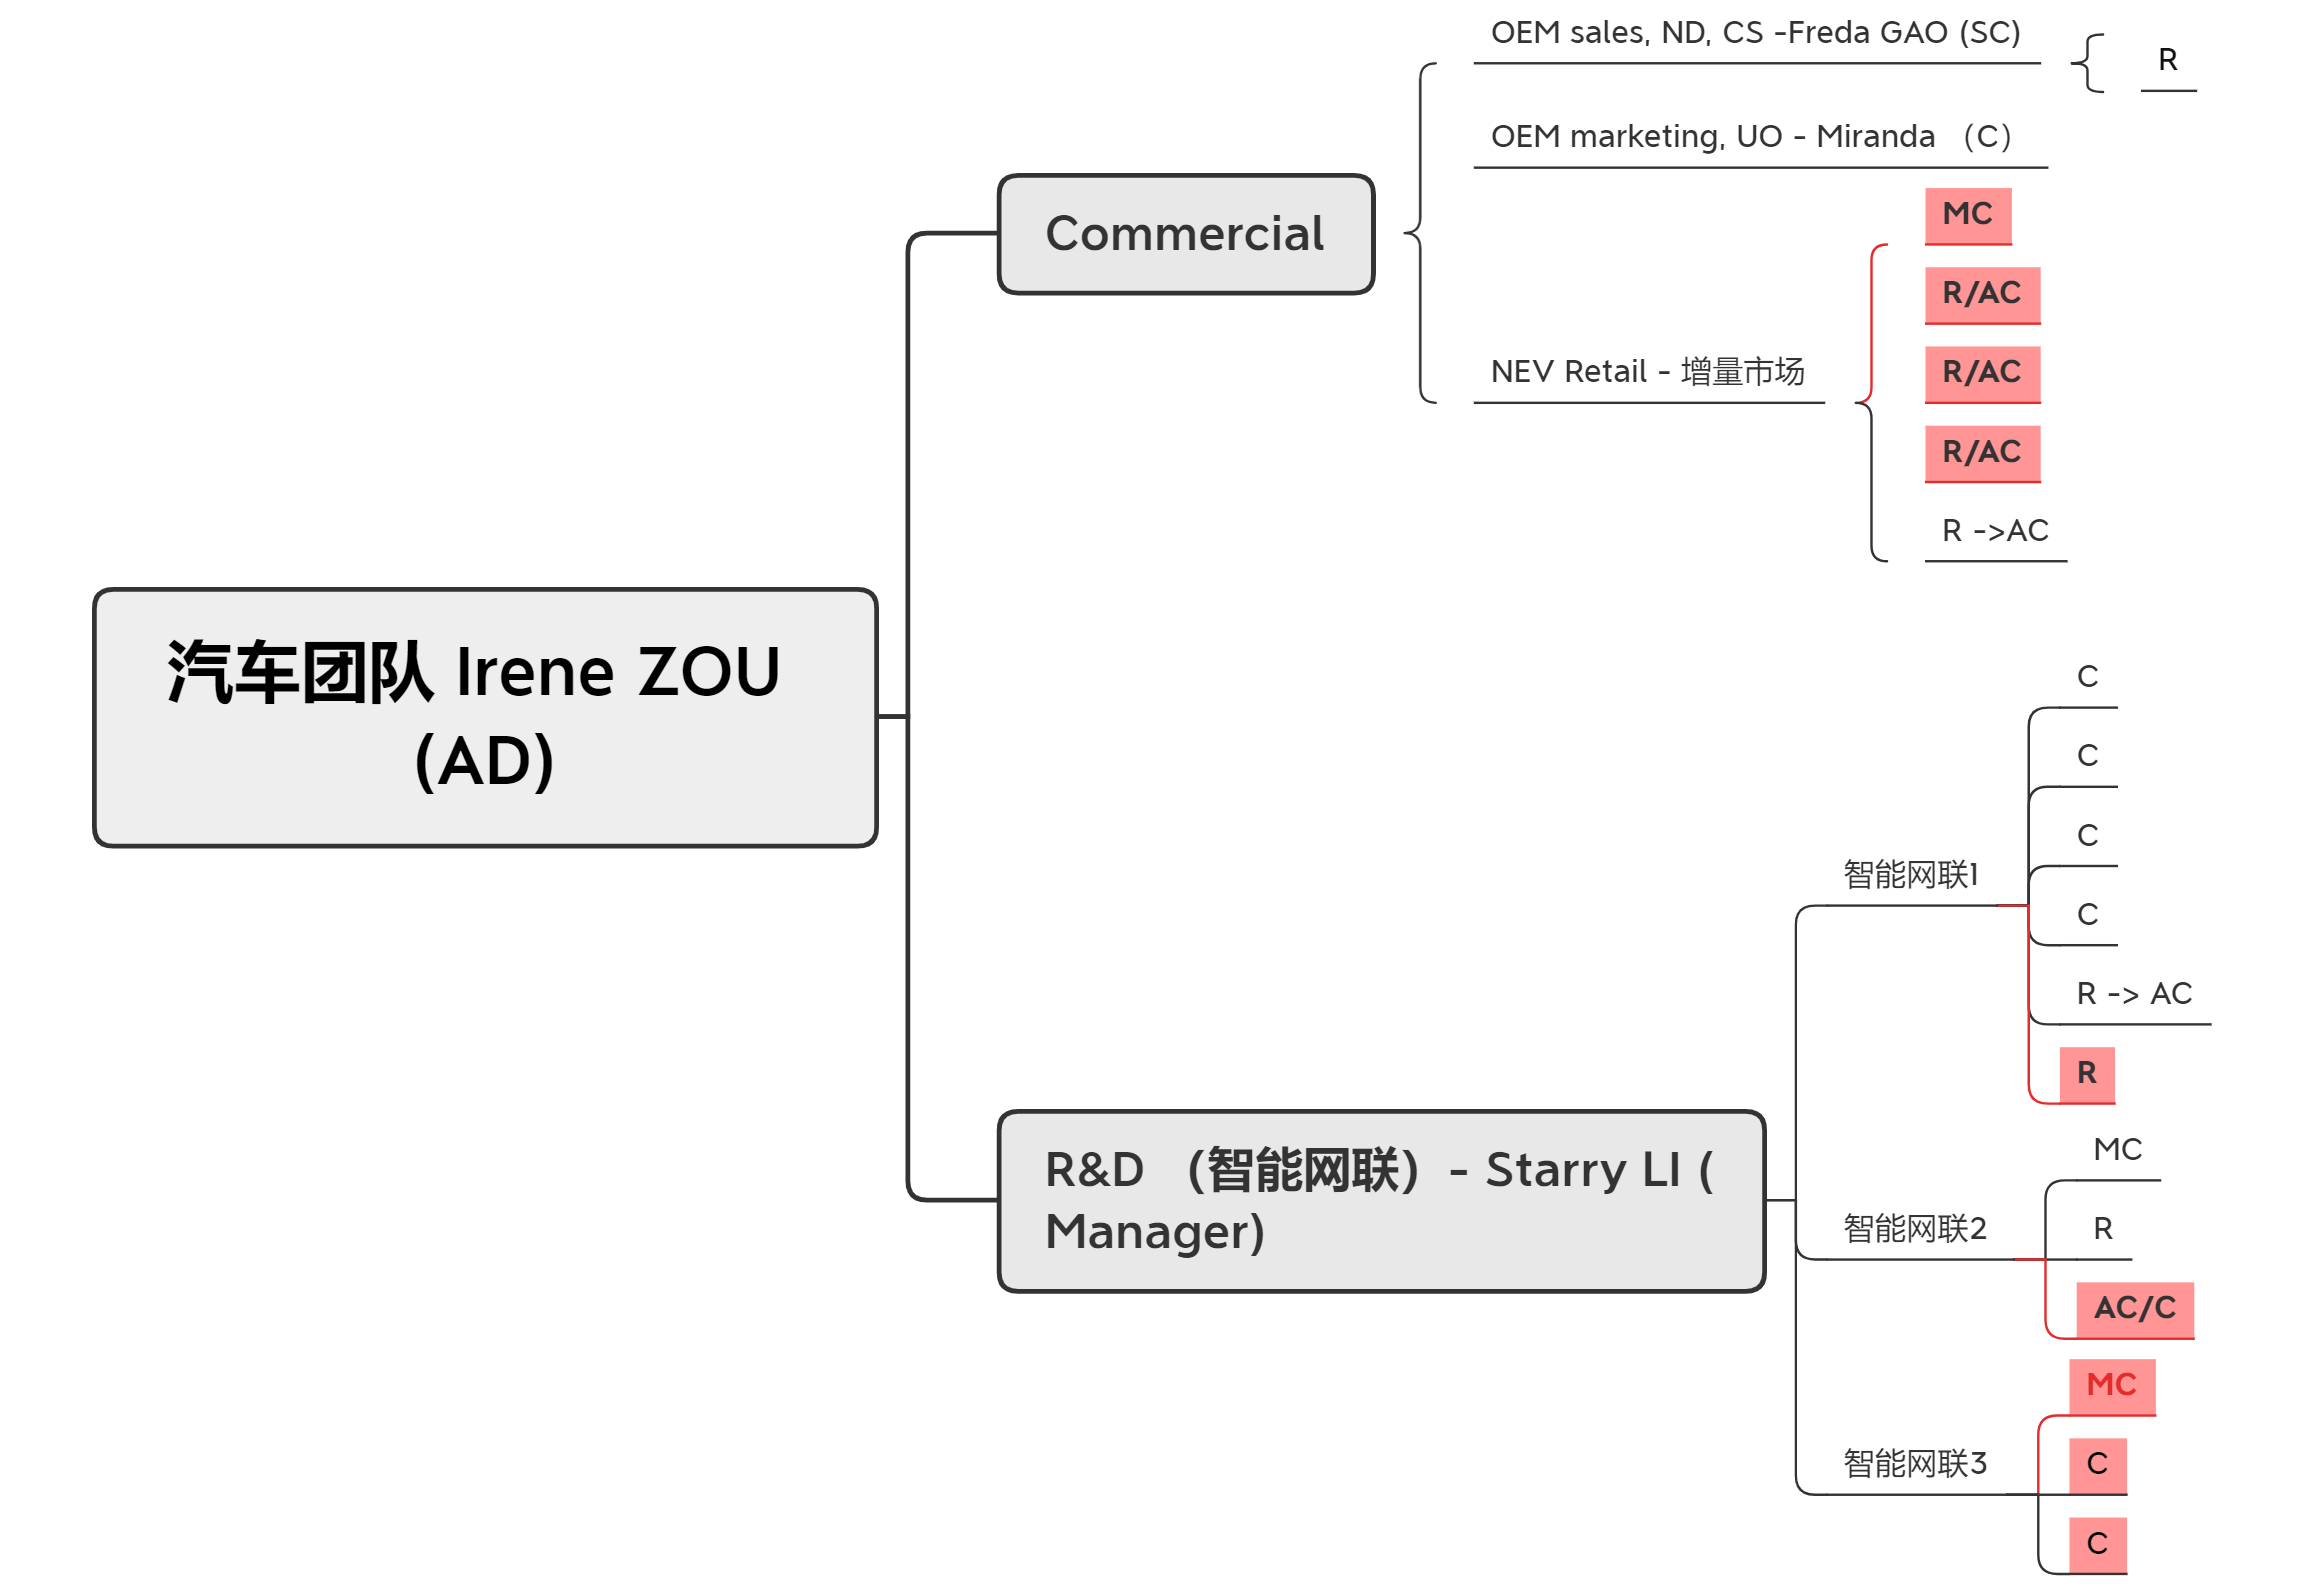 汽车团队 Irene ZOU
(AD)
Commercial
OEM sales, ND, CS -Freda GAO (SC)
R
OEM marketing, UO - Miranda （C）
NEV Retail - 增量市场
MC
R/AC
R/AC
R/AC
R ->AC
R&D （智能网联）- Starry LI (
Manager)
智能网联1
C
C
C
C
R -> AC
R
智能网联2
MC
R
AC/C
智能网联3
MC
C
C